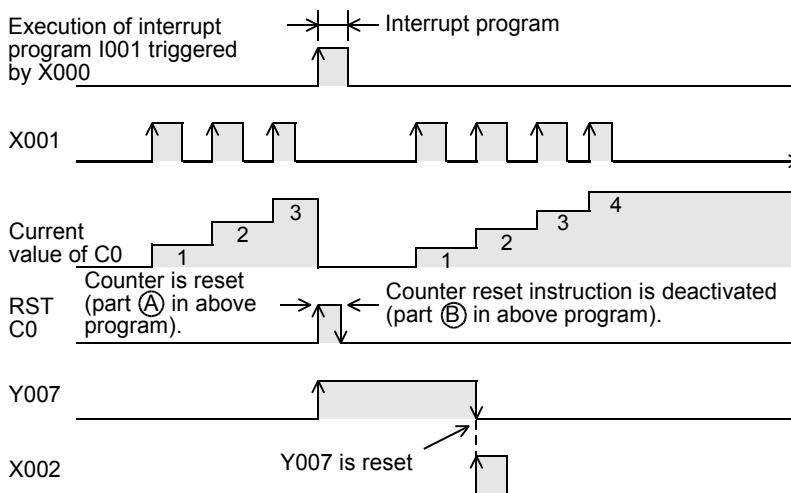 Execution of interrupt
program I001 triggered
by X000
Interrupt program
X001
Current
value of C0
1
2
3
1
2
3
4
RST
C0
Counter is reset
(part Ⓐ in above
program).
Counter reset instruction is deactivated
(part Ⓑ in above program).
Y007
Y007 is reset
X002